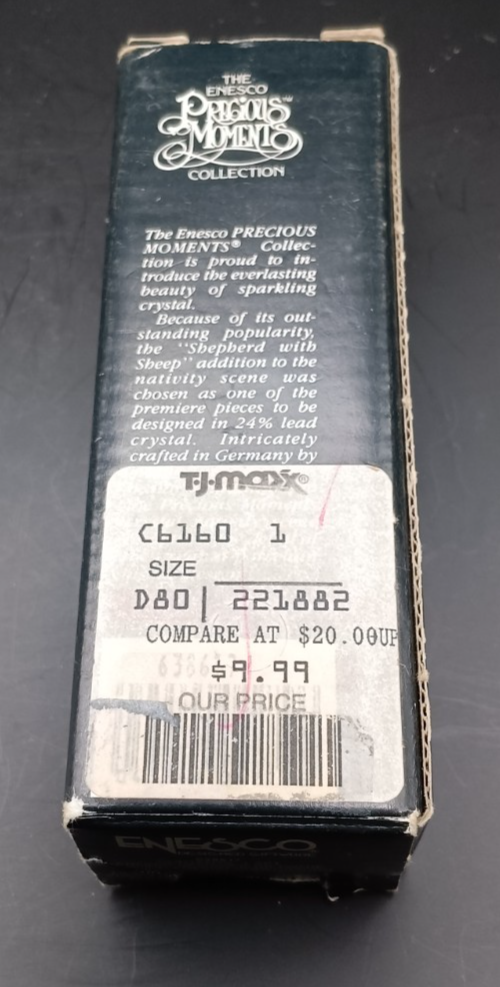 THE
ENESCO
PRECIOUS™
MOMENTS
COLLECTION
The Enesco PRECIOUS
MOMENTS® Collec-
tion is proud to in-
troduce the everlasting
beauty of sparkling
crystal.
Because of its out-
standing popularity,
the "Shepherd with
Sheep" addition to the
nativity scene was
chosen as one of the
premiere pieces to be
designed in 24% lead
crystal. Intricately
crafted in Germany by
T·J·maxx®
C6160 1
SIZE
D80 | 221882
COMPARE AT $20.00UP
$9.99
OUR PRICE
ENESCO